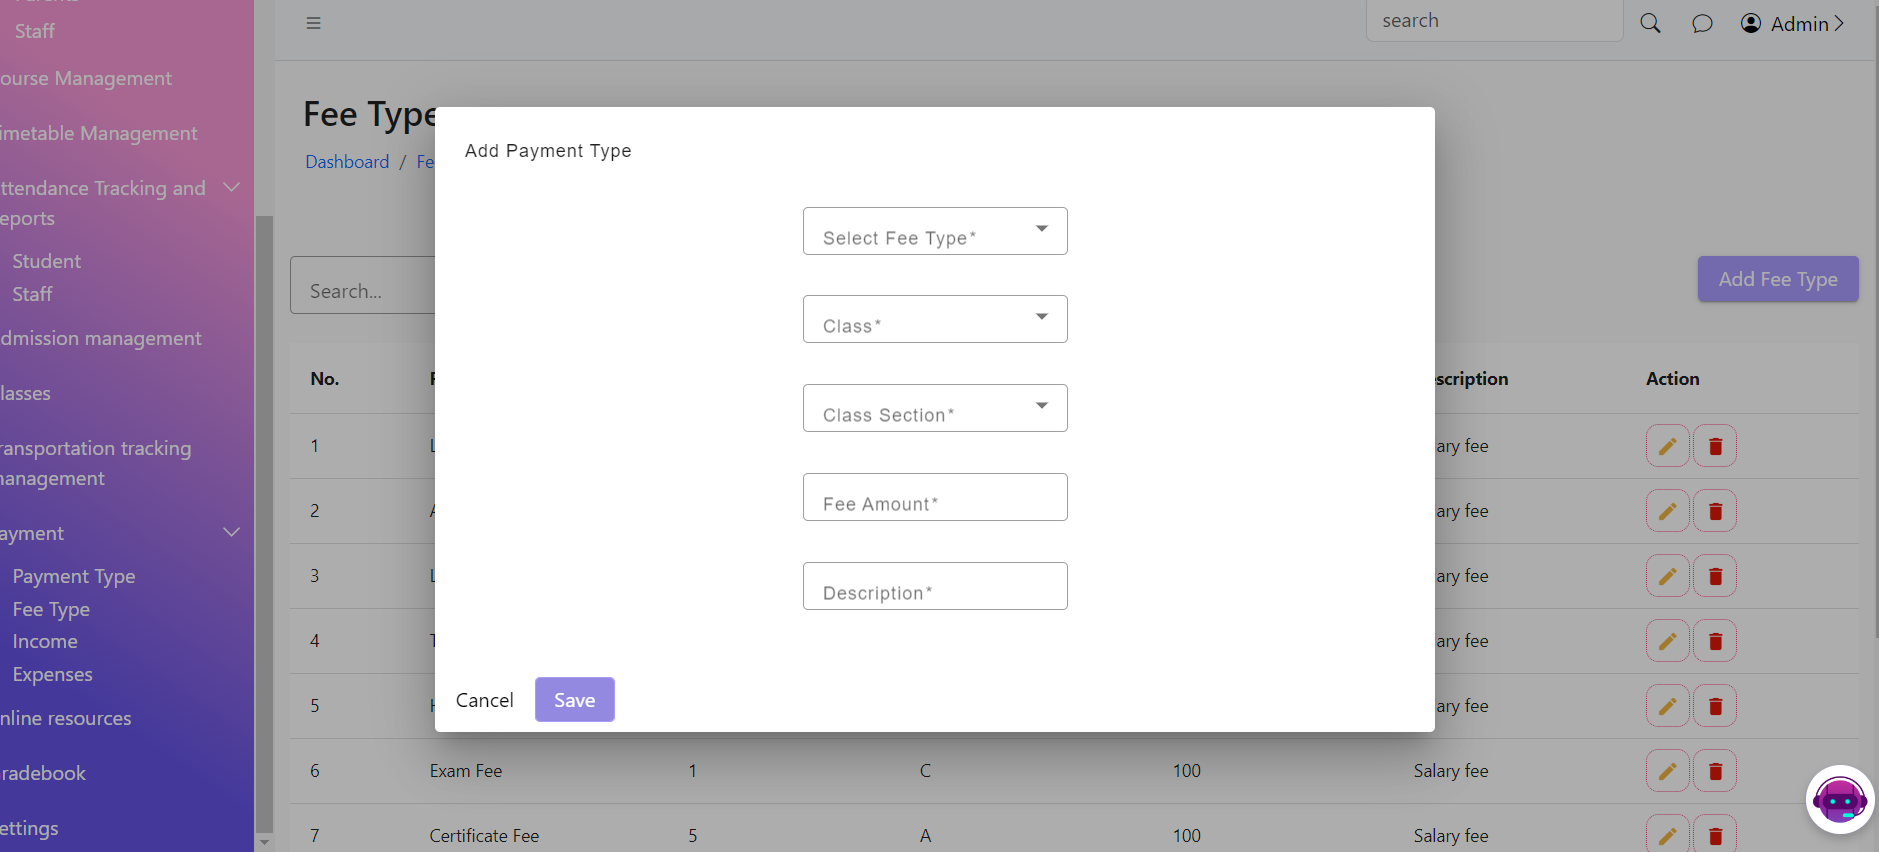 Staff
ourse Management
imetable Management
ttendance Tracking and
eports
Student
Staff
dmission management
lasses
ransportation tracking
nanagement
ayment
Payment Type
Fee Type
Income
Expenses
nline resources
radebook
ettings
search
Admin
Fee Type
Dashboard / Fe
Search...
Add Fee Type
Add Payment Type
Select Fee Type*
Class*
Class Section*
Fee Amount*
Description*
Cancel
Save
No.
scription
Action
1
ary fee
2
ary fee
3
ary fee
4
ary fee
5
ary fee
6 Exam Fee 1 C 100 Salary fee
7 Certificate Fee 5 A 100 Salary fee